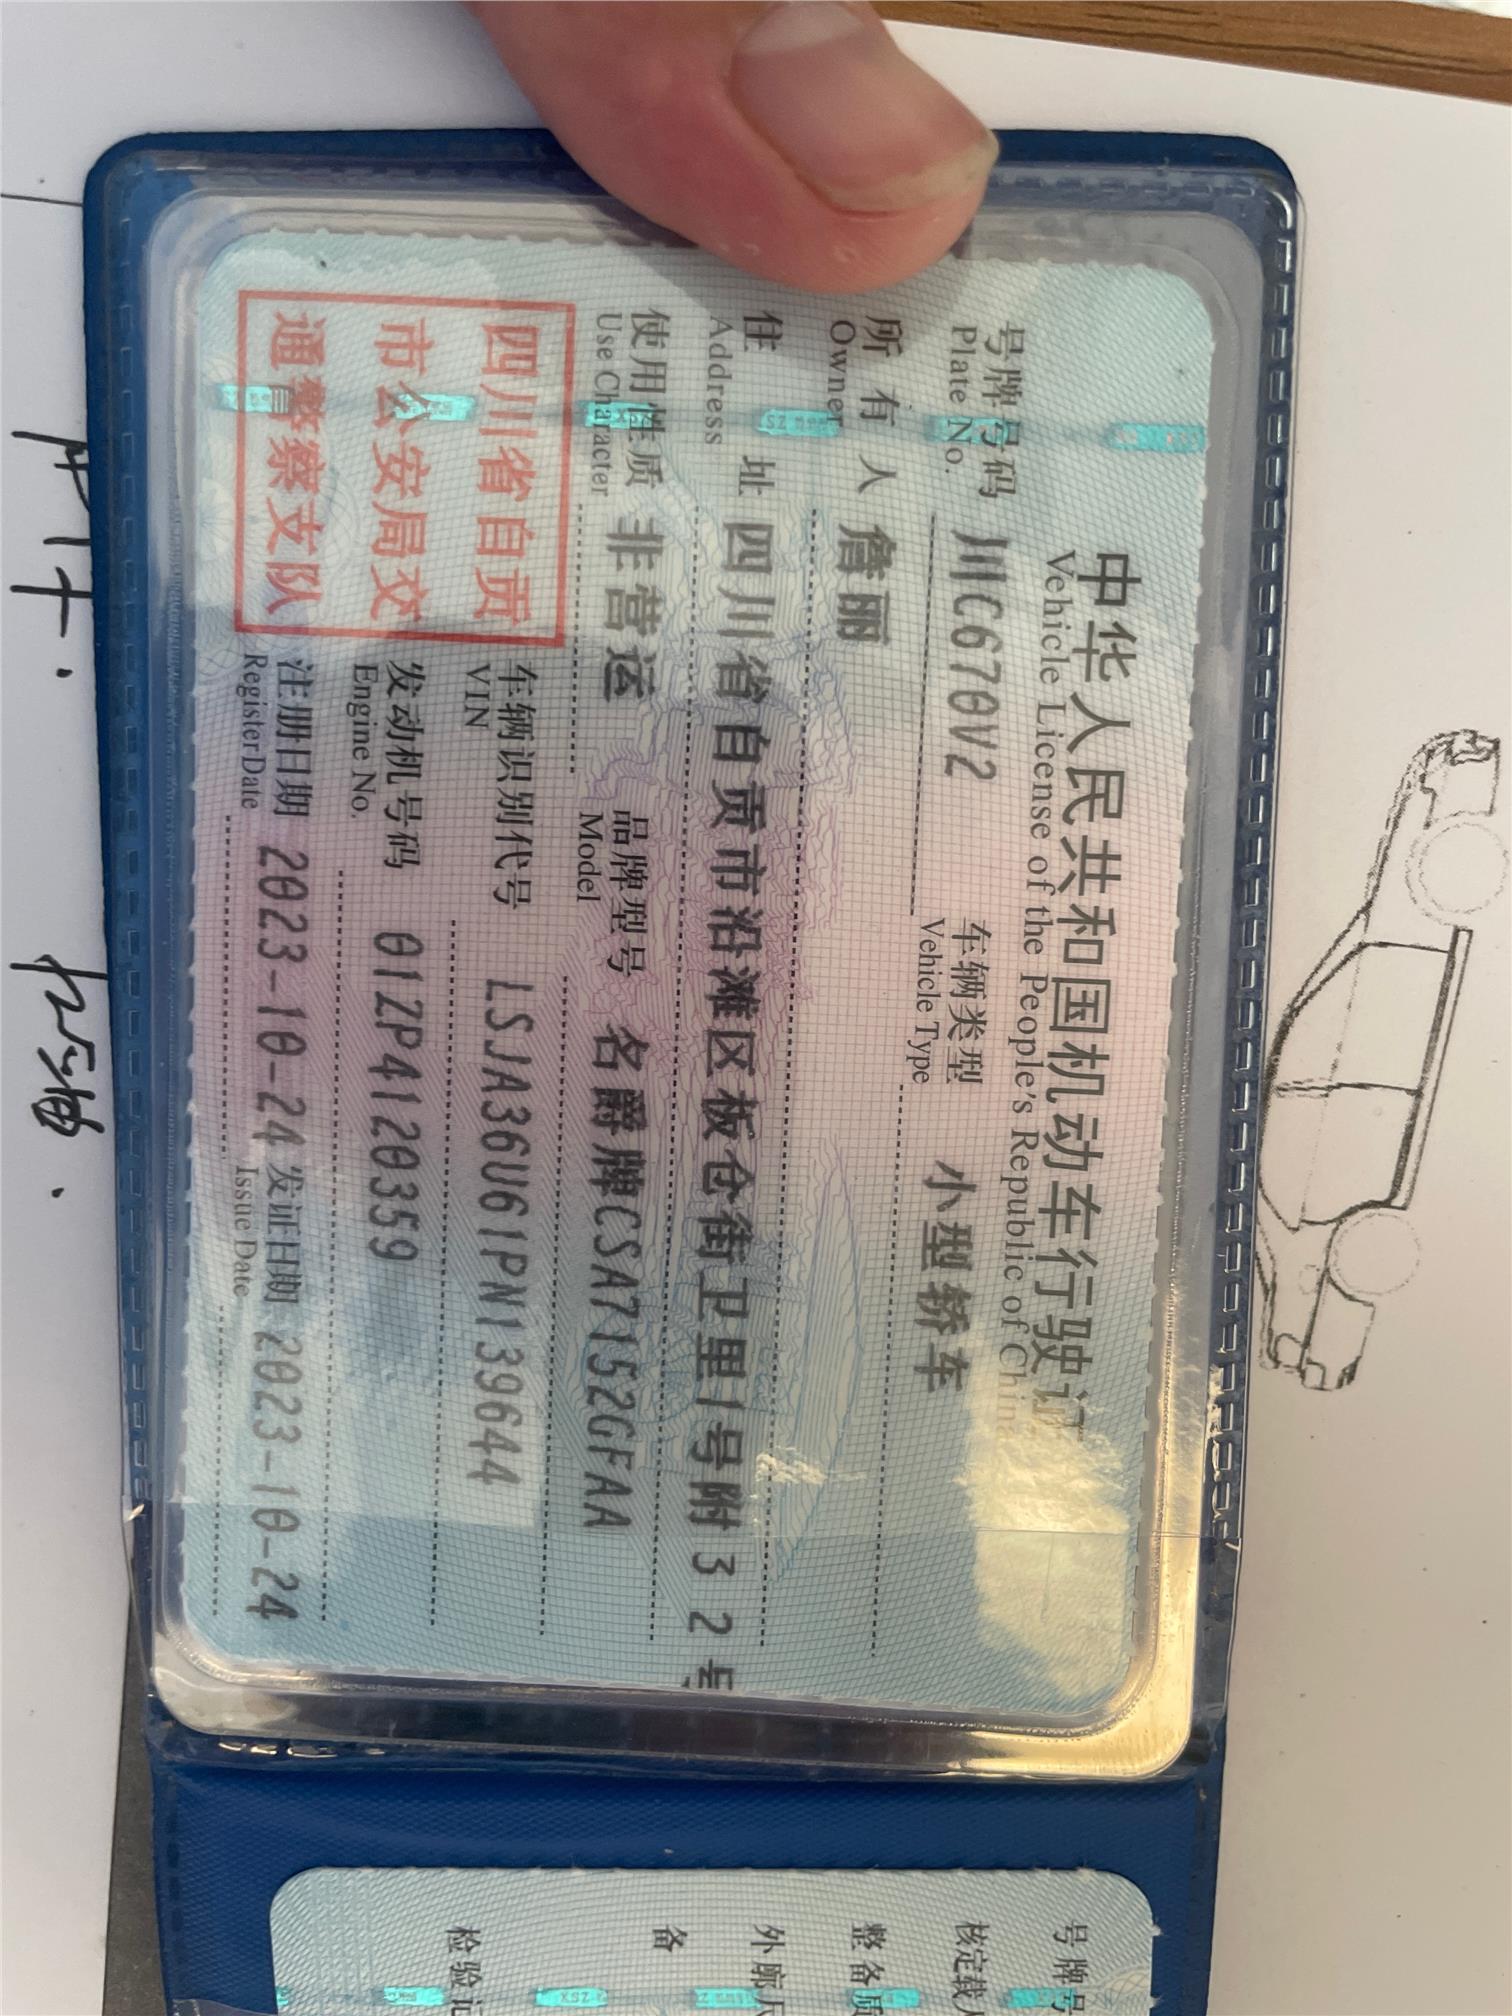 中华人民共和国机动车行驶证
Vehicle License of the People's Republic of China
号牌号码 川C670V2 车辆类型 小型轿车
Plate No. Vehicle Type
所有人 詹丽
Owner
住址 四川省自贡市沿滩区板仓街卫里1号附32号
Address
使用性质 非营运 品牌型号 名爵牌CSA7152GFAA
Use Character Model
四川省自贡
市公安局交
通警察支队
车辆识别代号 LSJA36U61PN139644
VIN
发动机号码 01ZP4120359
Engine No.
注册日期 2023-10-24 发证日期 2023-10-24
Register Date Issue Date
号牌号
核定载人
整备质
外廓尺
备
检验记